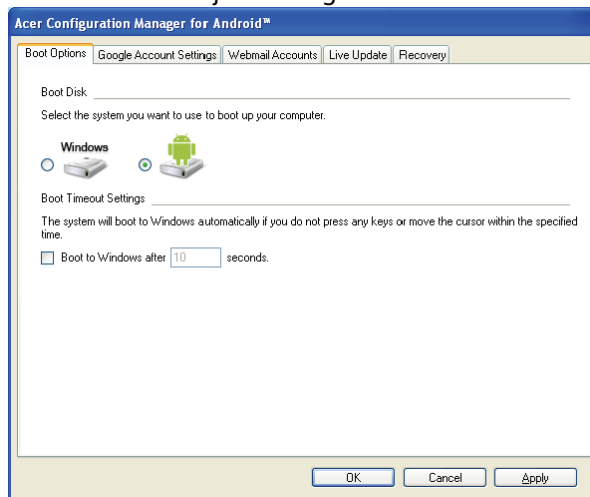 Acer Configuration Manager for Android™
Boot Options Google Account Settings Webmail Accounts Live Update Recovery
Boot Disk
Select the system you want to use to boot up your computer.
Windows
Boot Timeout Settings
The system will boot to Windows automatically if you do not press any keys or move the cursor within the specified
time.
Boot to Windows after 10 seconds.
OK Cancel Apply